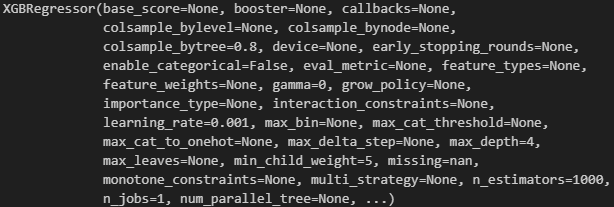 XGBRegressor(base_score=None, booster=None, callbacks=None,
colsample_bylevel=None, colsample_bynode=None,
colsample_bytree=0.8, device=None, early_stopping_rounds=None,
enable_categorical=False, eval_metric=None, feature_types=None,
feature_weights=None, gamma=0, grow_policy=None,
importance_type=None, interaction_constraints=None,
learning_rate=0.001, max_bin=None, max_cat_threshold=None,
max_cat_to_onehot=None, max_delta_step=None, max_depth=4,
max_leaves=None, min_child_weight=5, missing=nan,
monotone_constraints=None, multi_strategy=None, n_estimators=1000,
n_jobs=1, num_parallel_tree=None, ...)